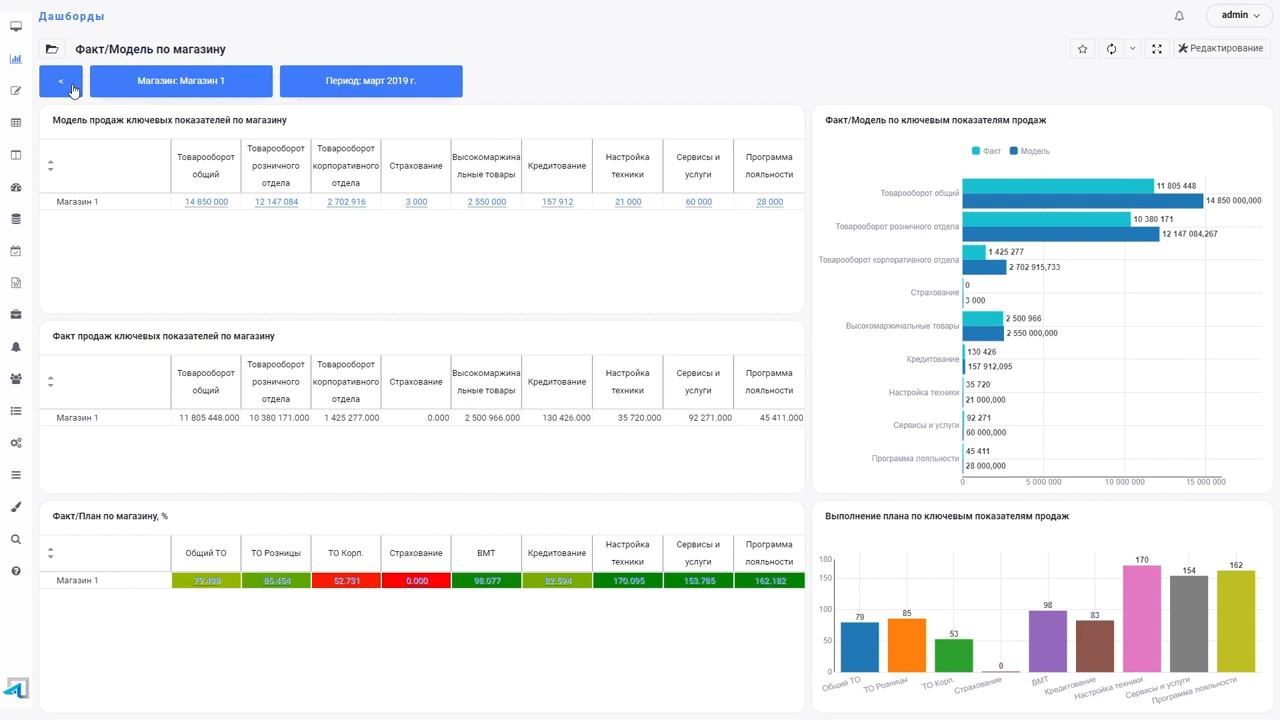 Дашборды
admin
Факт/Модель по магазину
Редактирование
<
Магазин: Магазин 1
Период: март 2019 г.
Модель продаж ключевых показателей по магазину
Товарооборот общий
Товарооборот розничного отдела
Товарооборот корпоративного отдела
Страхование
Высокомаржина льные товары
Кредитование
Настройка техники
Сервисы и услуги
Программа лояльности
Магазин 1 14 850 000 12 147 084 2 702 916 3 000 2 550 000 157 912 21 000 60 000 28 000
Факт продаж ключевых показателей по магазину
Товарооборот общий
Товарооборот розничного отдела
Товарооборот корпоративного отдела
Страхование
Высокомаржина льные товары
Кредитование
Настройка техники
Сервисы и услуги
Программа лояльности
Магазин 1 11 805 448.000 10 380 171.000 1 425 277.000 0.000 2 500 966.000 130 426.000 35 720.000 92 271.000 45 411.000
Факт/План по магазину, %
Общий ТО
ТО Розницы
ТО Корп.
Страхование
ВМТ
Кредитование
Настройка техники
Сервисы и услуги
Программа лояльности
Магазин 1 79.498 85.454 52.731 0.000 98.077 82.594 170.095 153.785 162.182
Факт/Модель по ключевым показателям продаж
Факт Модель
Товарооборот общий
11 805 448
14 850 000,000
Товарооборот розничного отдела
10 380 171
12 147 084,267
Товарооборот корпоративного отдела
1 425 277
2 702 915,733
Страхование
0
3 000
Высокомаржинальные товары
2 500 966
2 550 000,000
Кредитование
130 426
157 912,095
Настройка техники
35 720
21 000,000
Сервисы и услуги
92 271
60 000,000
Программа лояльности
45 411
28 000,000
0 5 000 000 10 000 000 15 000 000
Выполнение плана по ключевым показателям продаж
180
150
100
50
0
79 85 53 0 98 83 170 154 162
Общий ТО ТО Розницы ТО Корп. Страхование ВМТ Кредитование Настройка техники Сервисы и услуги Программа лояльности